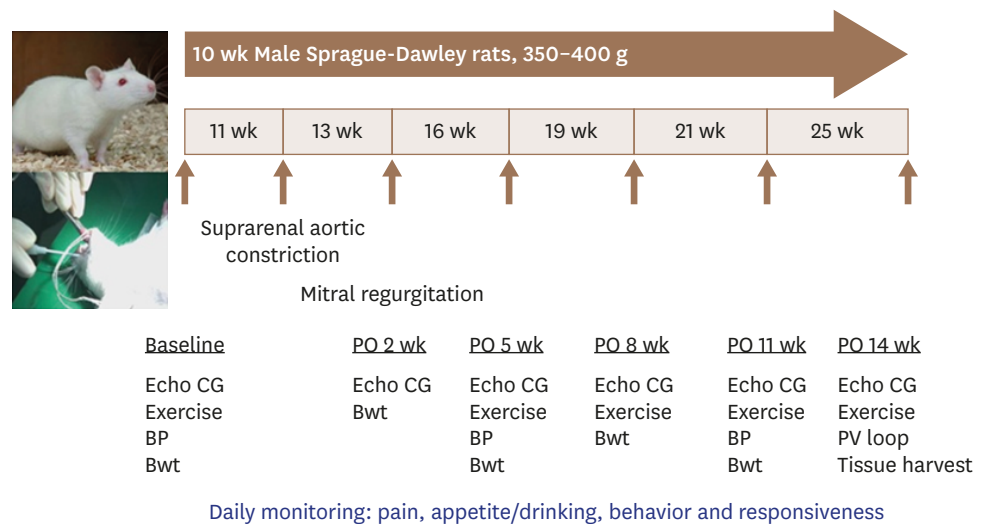 10 wk Male Sprague-Dawley rats, 350–400 g
11 wk 13 wk 16 wk 19 wk 21 wk 25 wk
Suprarenal aortic
constriction
Mitral regurgitation
Baseline PO 2 wk PO 5 wk PO 8 wk PO 11 wk PO 14 wk
Echo CG Echo CG Echo CG Echo CG Echo CG Echo CG
Exercise Bwt Exercise Exercise Exercise Exercise
BP BP Bwt BP PV loop
Bwt Bwt Bwt Tissue harvest
Daily monitoring: pain, appetite/drinking, behavior and responsiveness